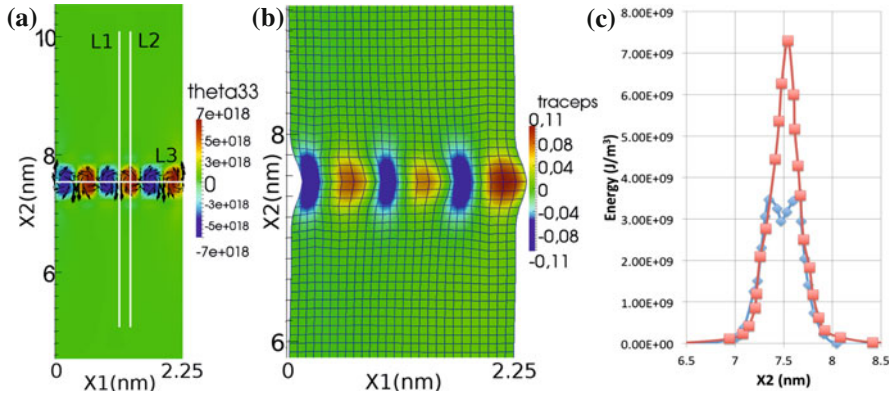 (a)
10
8
6
X2(nm)
0
2.25
X1(nm)
L1
L2
L3
theta33
7e+018
5e+018
3e+018
0
-3e+018
-5e+018
-7e+018
(b)
8
6
X2(nm)
0
2.25
X1(nm)
traceps
0,11
0.08
0.04
0
-0.04
-0.08
-0,11
(c)
8.00E+09
7.00E+09
6.00E+09
5.00E+09
4.00E+09
3.00E+09
2.00E+09
1.00E+09
0.00E+00
Energy (J/m³)
6.5
7
7.5
8
8.5
X2 (nm)